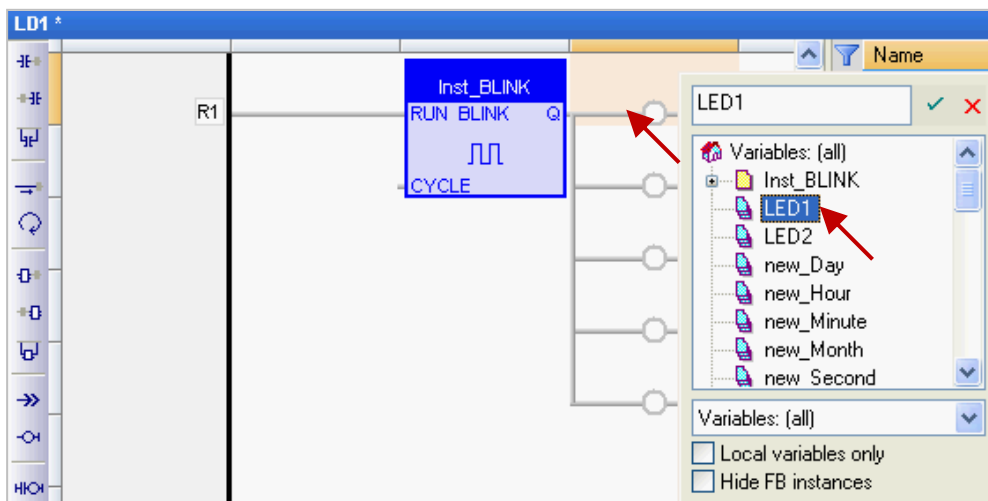 LD1 *
Name
R1
Inst_BLINK
RUN BLINK Q
CYCLE
LED1
Variables: (all)
Inst_BLINK
LED1
LED2
new_Day
new_Hour
new_Minute
new_Month
new_Second
Variables: (all)
Local variables only
Hide FB instances